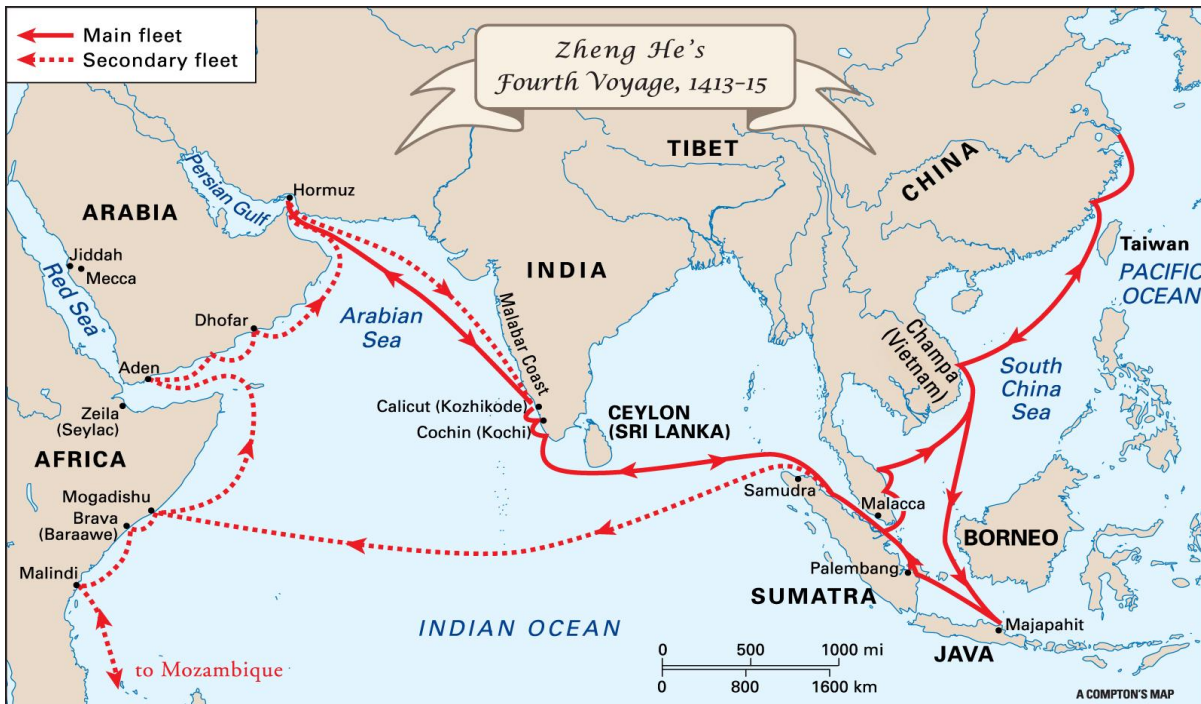 Main fleet
Secondary fleet
Zheng He's
Fourth Voyage, 1413–15
TIBET
CHINA
Hormuz
Persian Gulf
ARABIA
Jiddah
Mecca
Red Sea
INDIA
Taiwan
PACIFIC
OCEAN
Dhofar
Arabian
Sea
Malabar Coast
Champa
(Vietnam)
South
China
Sea
Aden
Zeila
(Seylac)
Calicut (Kozhikode)
Cochin (Kochi)
CEYLON
(SRI LANKA)
AFRICA
Mogadishu
Brava
(Baraawe)
Samudra
Malacca
BORNEO
Malindi
Palembang
SUMATRA
INDIAN OCEAN
Majapahit
JAVA
to Mozambique
0 500 1000 mi
0 800 1600 km
A COMPTON'S MAP